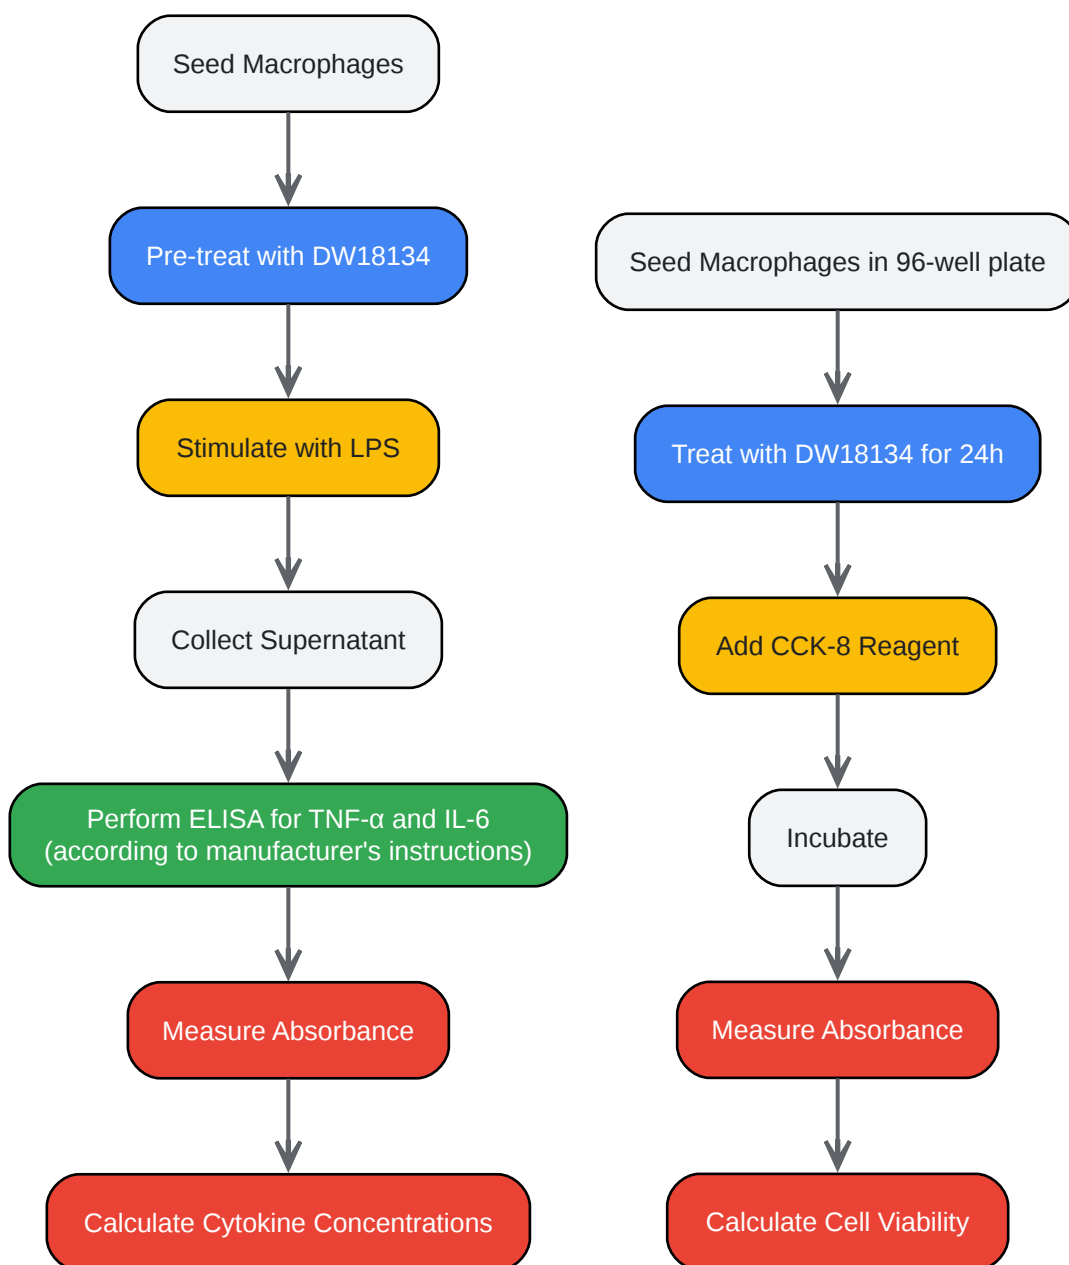 Seed Macrophages
Pre-treat with DW18134
Stimulate with LPS
Collect Supernatant
Perform ELISA for TNF-α and IL-6
(according to manufacturer's instructions)
Measure Absorbance
Calculate Cytokine Concentrations
Seed Macrophages in 96-well plate
Treat with DW18134 for 24h
Add CCK-8 Reagent
Incubate
Measure Absorbance
Calculate Cell Viability